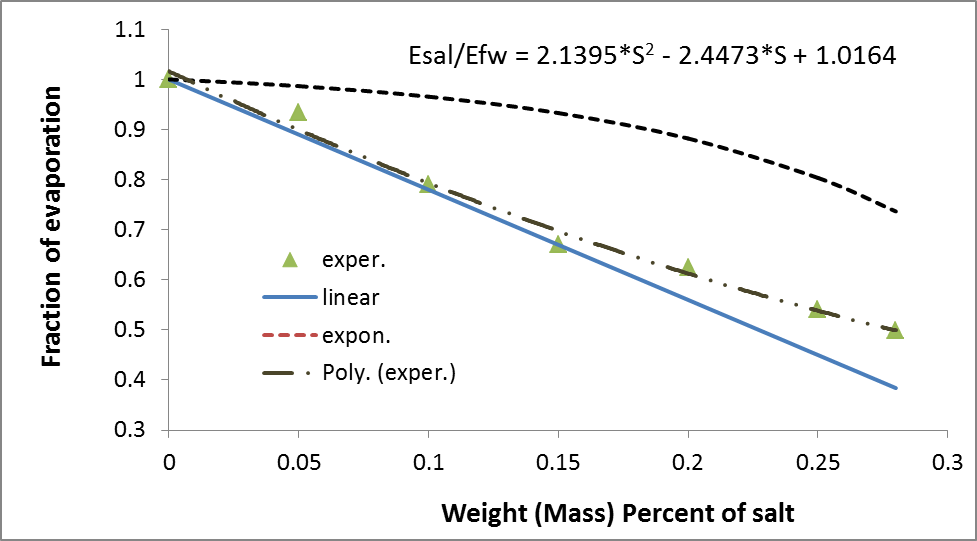 Esal/Efw = 2.1395*S² - 2.4473*S + 1.0164
1.1
1
0.9
0.8
0.7
0.6
0.5
0.4
0.3
Fraction of evaporation
exper.
linear
expon.
Poly. (exper.)
0 0.05 0.1 0.15 0.2 0.25 0.3
Weight (Mass) Percent of salt